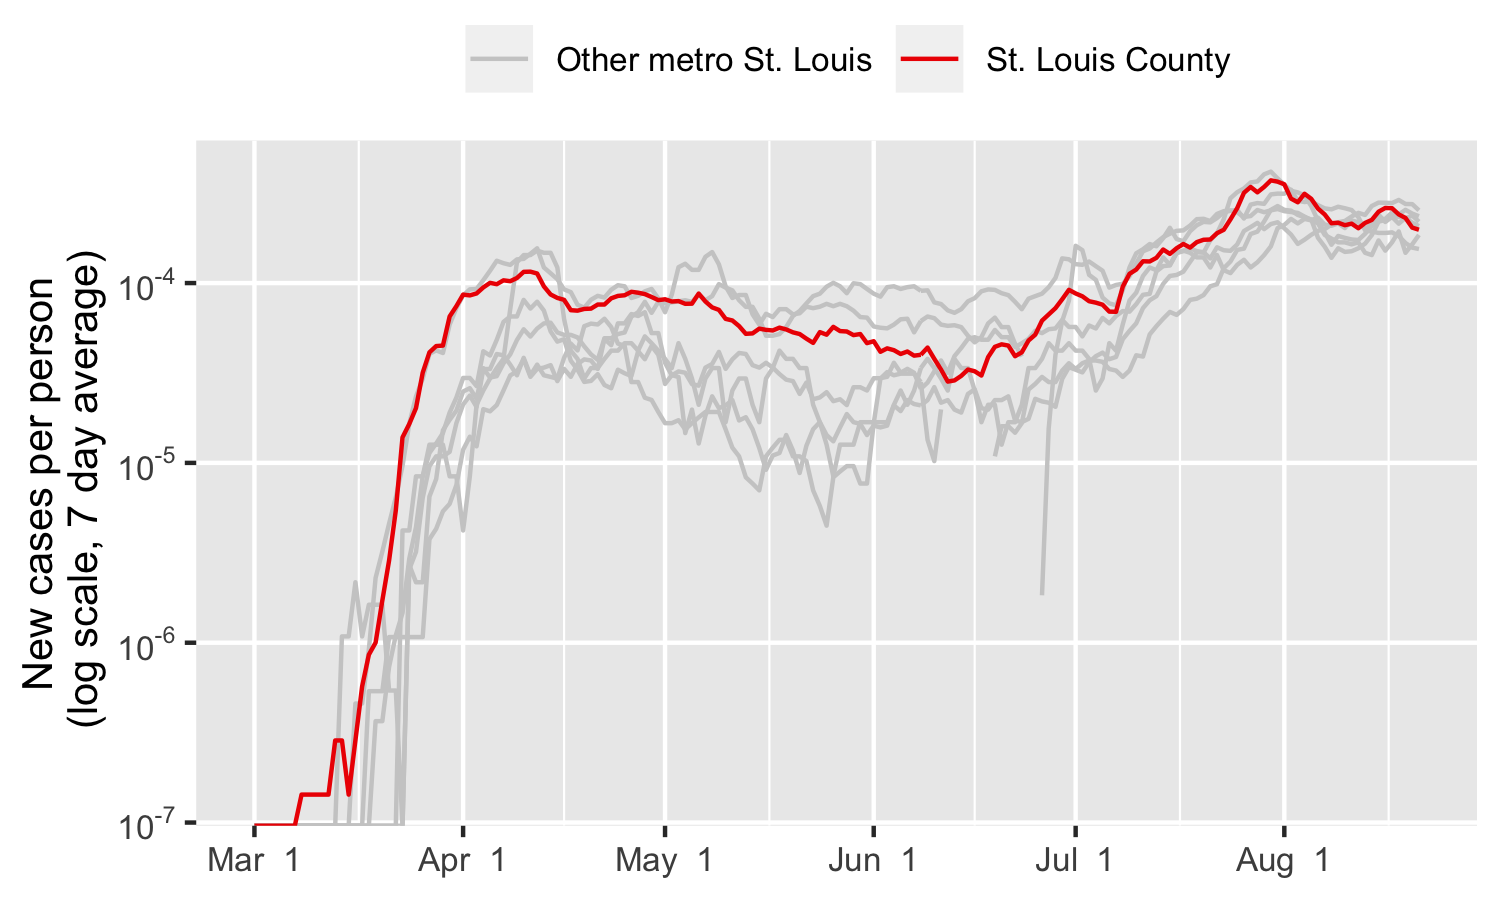 Other metro St. Louis St. Louis County
New cases per person
(log scale, 7 day average)
10-4
10-5
10-6
10-7
Mar 1 Apr 1 May 1 Jun 1 Jul 1 Aug 1